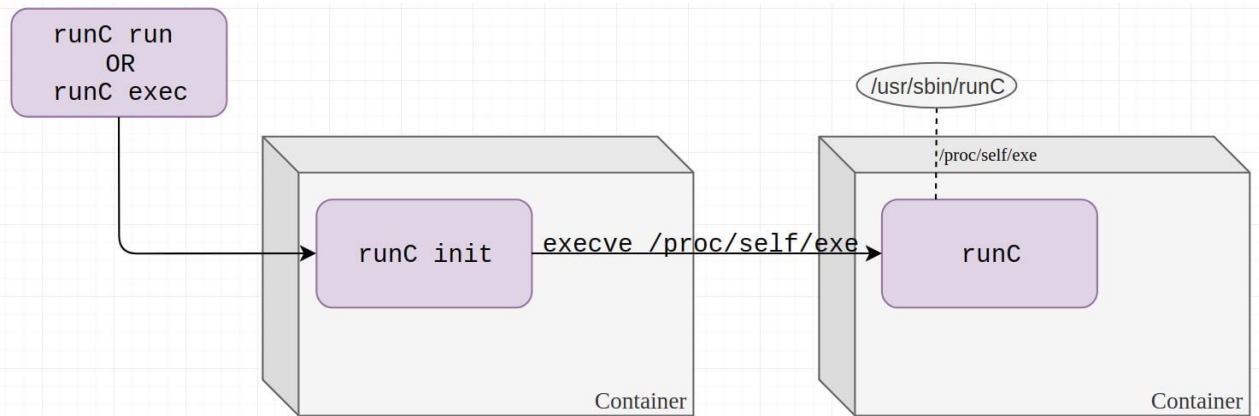 runC run
OR
runC exec
/usr/sbin/runC
/proc/self/exe
runC init
execve /proc/self/exe
runC
Container
Container